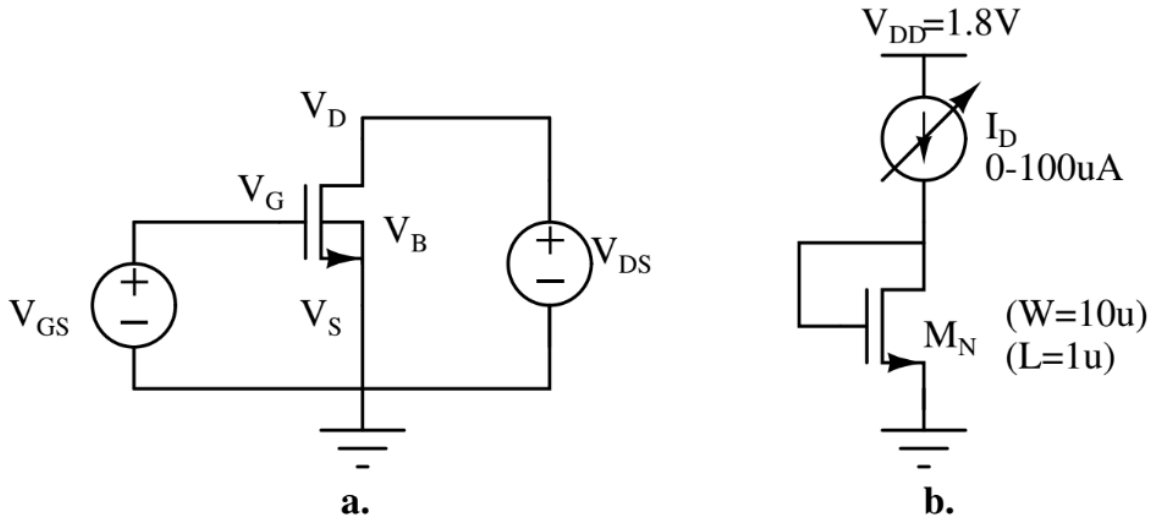 V_DD=1.8V
V_D
I_D
0-100uA
V_G
V_B
V_DS
+
−
+
−
V_GS
V_S
M_N
(W=10u)
(L=1u)
a.
b.